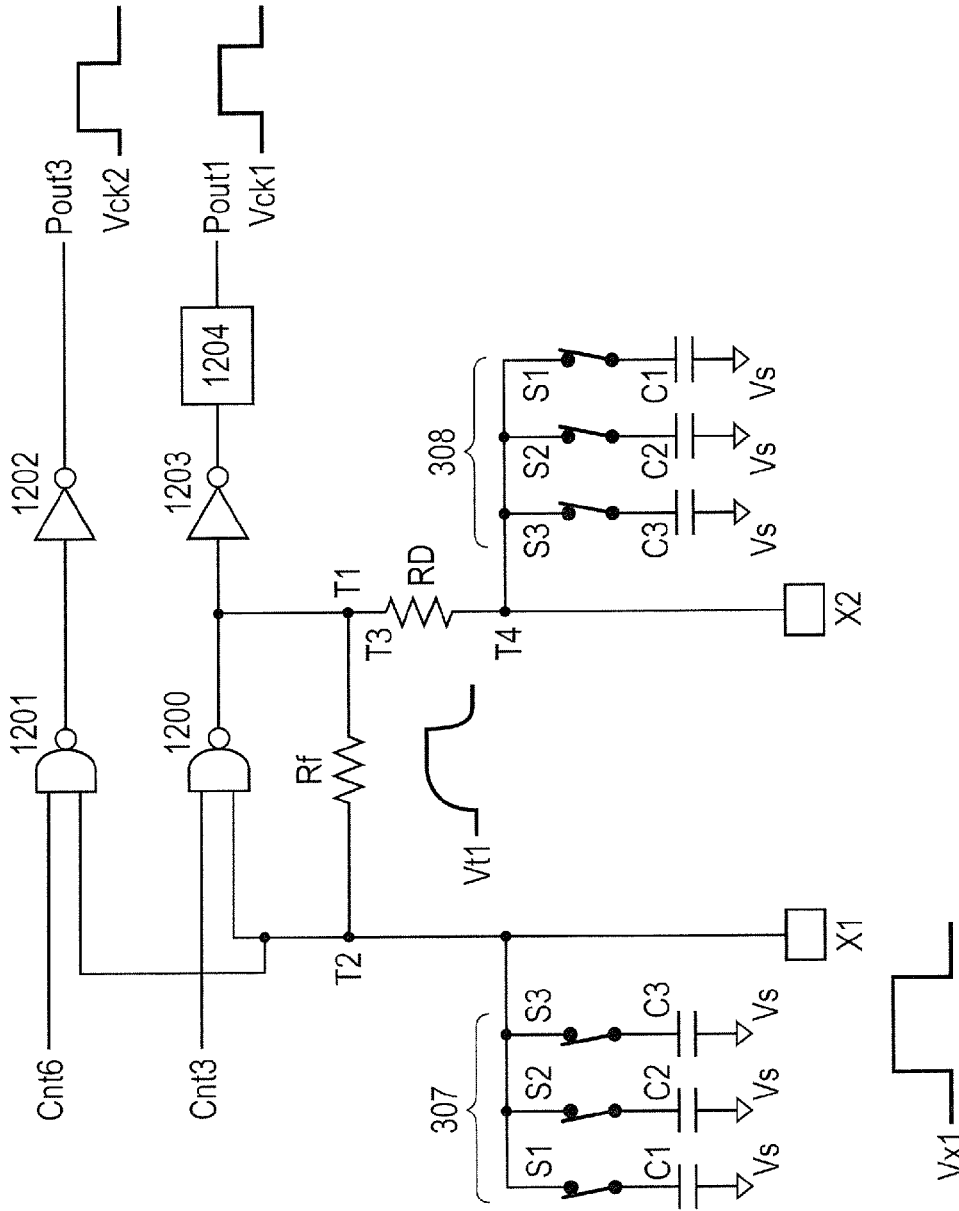 Cnt6
1201
1202
Pout3
Vck2
Cnt3
1200
1203
1204
Pout1
Vck1
T2
Rf
T1
T3
RD
T4
Vt1
307
S1
S2
S3
C1
C2
C3
Vs
Vs
Vs
308
S3
S2
S1
C3
C2
C1
Vs
Vs
Vs
X1
X2
Vx1